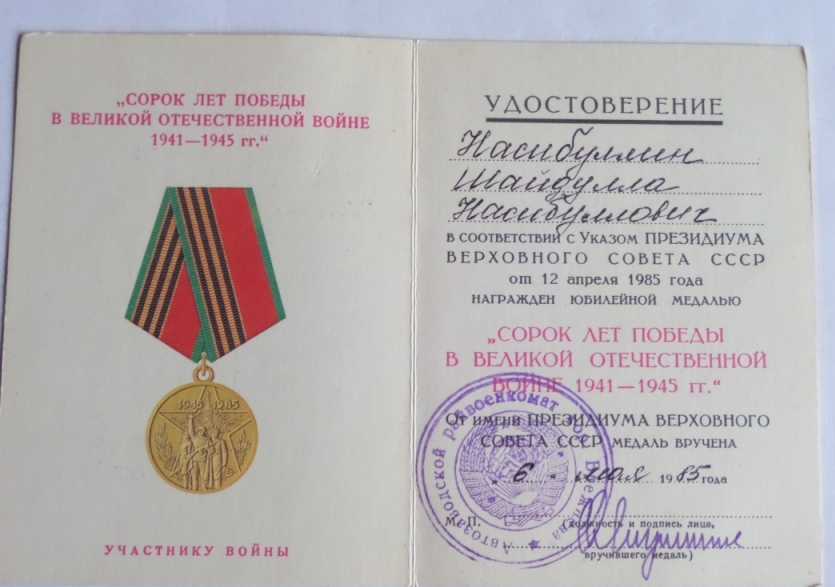 „СОРОК ЛЕТ ПОБЕДЫ
В ВЕЛИКОЙ ОТЕЧЕСТВЕННОЙ ВОЙНЕ
1941—1945 гг.“
1945 1985
УЧАСТНИКУ ВОЙНЫ
УДОСТОВЕРЕНИЕ
Насибуллин
Шайдулла
Насибуллович
В СООТВЕТСТВИИ С УКАЗОМ ПРЕЗИДИУМА
ВЕРХОВНОГО СОВЕТА СССР
от 12 апреля 1985 года
НАГРАЖДЕН ЮБИЛЕЙНОЙ МЕДАЛЬЮ
„СОРОК ЛЕТ ПОБЕДЫ
В ВЕЛИКОЙ ОТЕЧЕСТВЕННОЙ
ВОЙНЕ 1941—1945 гг.“
ОТ имени ПРЕЗИДИУМА ВЕРХОВНОГО
СОВЕТА СССР МЕДАЛЬ ВРУЧЕНА
„6" мая 1985 года
М. П.
(должность и подпись лица,
вручившего медаль)
Автозаводской райвоенкомат гор. Брежнева